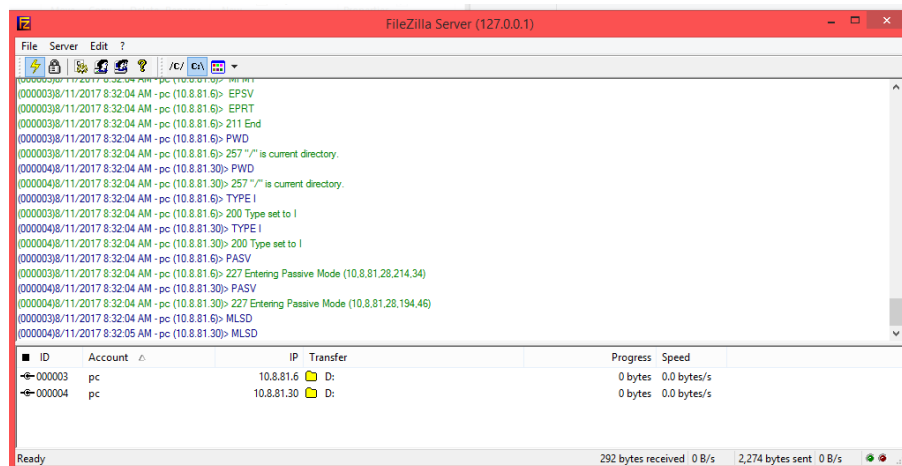 FileZilla Server (127.0.0.1)
File Server Edit ?
/C/ C:\
(000003)8/11/2017 8:32:04 AM - pc (10.8.81.6)> MFMT
(000003)8/11/2017 8:32:04 AM - pc (10.8.81.6)> EPSV
(000003)8/11/2017 8:32:04 AM - pc (10.8.81.6)> EPRT
(000003)8/11/2017 8:32:04 AM - pc (10.8.81.6)> 211 End
(000003)8/11/2017 8:32:04 AM - pc (10.8.81.6)> PWD
(000003)8/11/2017 8:32:04 AM - pc (10.8.81.6)> 257 "/" is current directory.
(000004)8/11/2017 8:32:04 AM - pc (10.8.81.30)> PWD
(000004)8/11/2017 8:32:04 AM - pc (10.8.81.30)> 257 "/" is current directory.
(000003)8/11/2017 8:32:04 AM - pc (10.8.81.6)> TYPE I
(000003)8/11/2017 8:32:04 AM - pc (10.8.81.6)> 200 Type set to I
(000004)8/11/2017 8:32:04 AM - pc (10.8.81.30)> TYPE I
(000004)8/11/2017 8:32:04 AM - pc (10.8.81.30)> 200 Type set to I
(000003)8/11/2017 8:32:04 AM - pc (10.8.81.6)> PASV
(000003)8/11/2017 8:32:04 AM - pc (10.8.81.6)> 227 Entering Passive Mode (10,8,81,28,214,34)
(000004)8/11/2017 8:32:04 AM - pc (10.8.81.30)> PASV
(000004)8/11/2017 8:32:04 AM - pc (10.8.81.30)> 227 Entering Passive Mode (10,8,81,28,194,46)
(000003)8/11/2017 8:32:04 AM - pc (10.8.81.6)> MLSD
(000004)8/11/2017 8:32:05 AM - pc (10.8.81.30)> MLSD
ID Account IP Transfer Progress Speed
000003 pc 10.8.81.6 D: 0 bytes 0.0 bytes/s
000004 pc 10.8.81.30 D: 0 bytes 0.0 bytes/s
Ready 292 bytes received 0 B/s 2,274 bytes sent 0 B/s